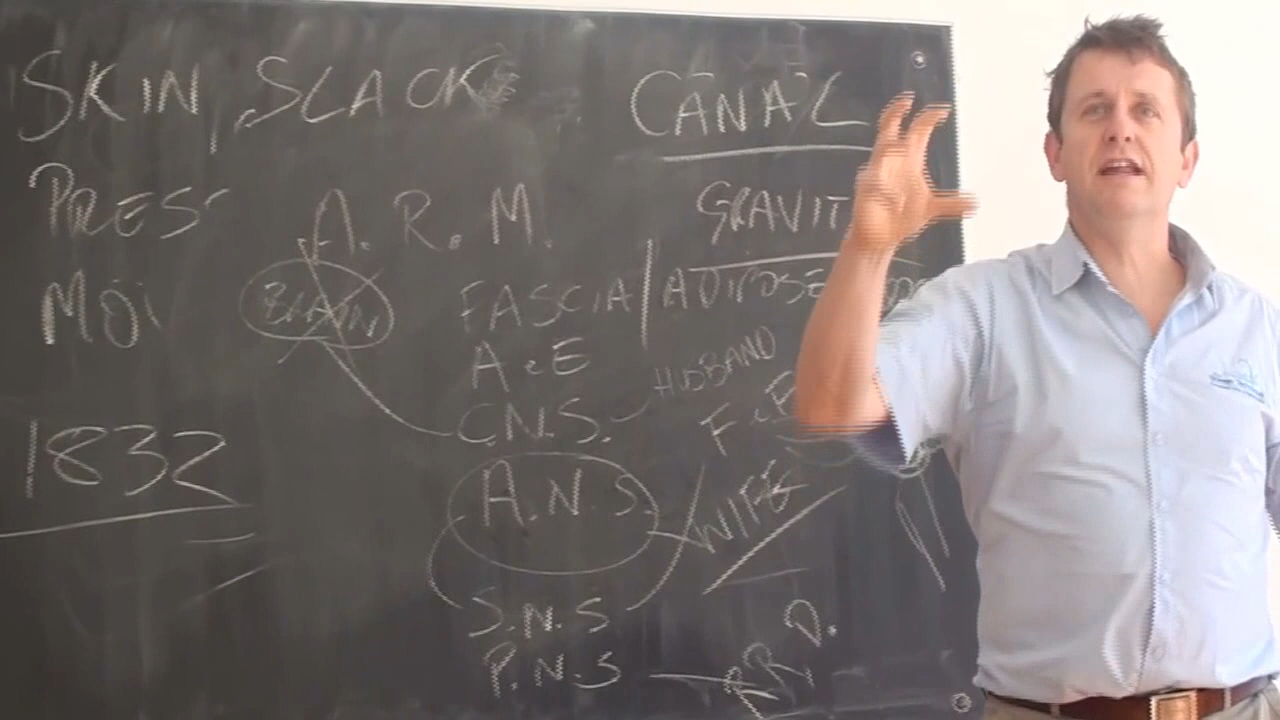 SKIN, SLACK CANAL
PRESS A. R. M. GRAVIT
MOI BRAIN FASCIA/ADIPOSE
A & E HUSBAND
1832 C.N.S. F & F
A.N.S. WIFE
S.N.S D.
P.N.S R R